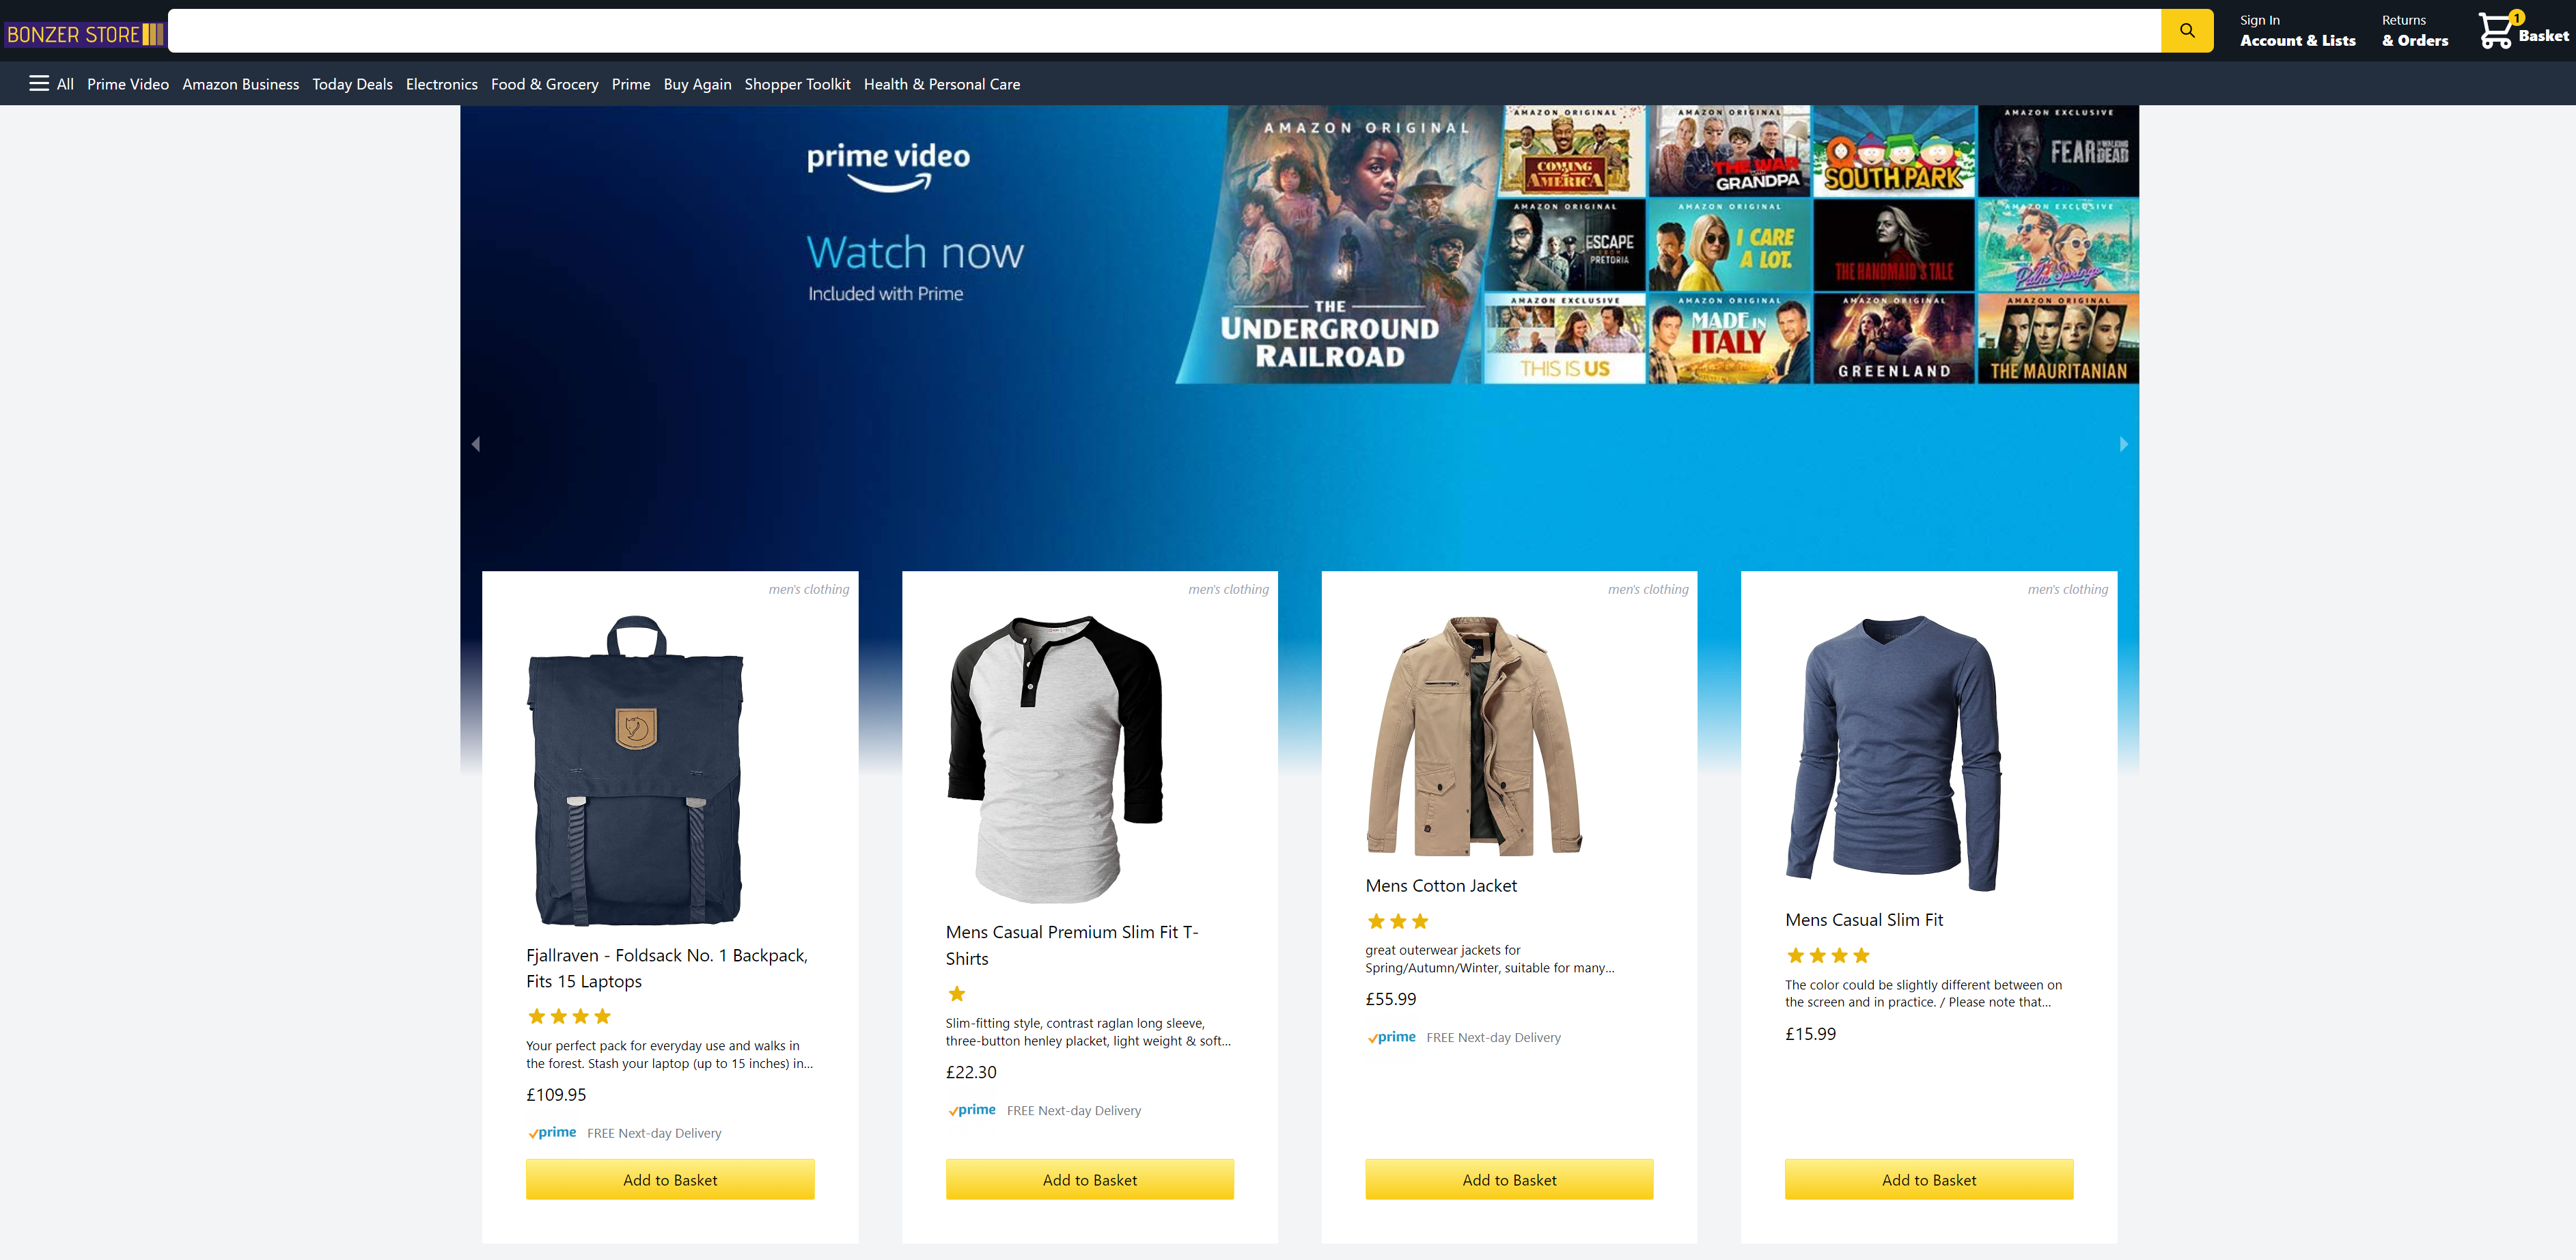 BONZER STORE
Sign In
Account & Lists
Returns
& Orders
1
Basket
All Prime Video Amazon Business Today Deals Electronics Food & Grocery Prime Buy Again Shopper Toolkit Health & Personal Care
prime video
Watch now
Included with Prime
AMAZON ORIGINAL
THE
UNDERGROUND
RAILROAD
AMAZON ORIGINAL
COMING
AMERICA
AMAZON ORIGINAL
THE WAR
GRANDPA
SOUTH PARK
AMAZON EXCLUSIVE
FEAR THE WALKING DEAD
AMAZON ORIGINAL
ESCAPE
FROM
PRETORIA
AMAZON ORIGINAL
I CARE
A LOT.
THE HANDMAID'S TALE
AMAZON EXCLUSIVE
Palm Springs
AMAZON EXCLUSIVE
THIS IS US
AMAZON ORIGINAL
MADE IN
ITALY
AMAZON ORIGINAL
GREENLAND
AMAZON ORIGINAL
THE MAURITANIAN
men's clothing
Fjallraven - Foldsack No. 1 Backpack,
Fits 15 Laptops
Your perfect pack for everyday use and walks in
the forest. Stash your laptop (up to 15 inches) in...
£109.95
prime FREE Next-day Delivery
Add to Basket
men's clothing
Mens Casual Premium Slim Fit T-
Shirts
Slim-fitting style, contrast raglan long sleeve,
three-button henley placket, light weight & soft...
£22.30
prime FREE Next-day Delivery
Add to Basket
men's clothing
Mens Cotton Jacket
great outerwear jackets for
Spring/Autumn/Winter, suitable for many...
£55.99
prime FREE Next-day Delivery
Add to Basket
men's clothing
Mens Casual Slim Fit
The color could be slightly different between on
the screen and in practice. / Please note that...
£15.99
Add to Basket